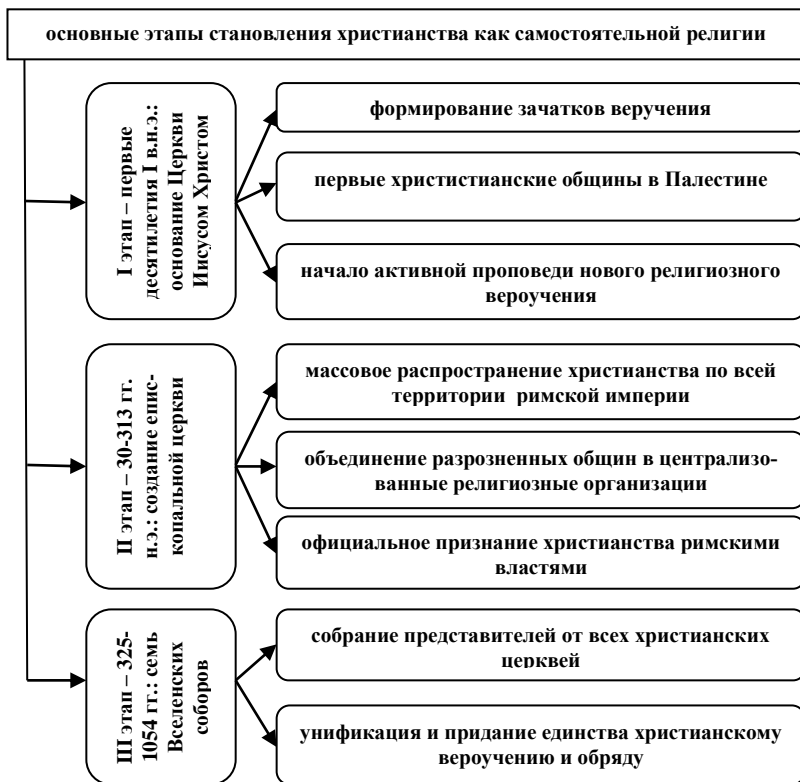 основные этапы становления христианства как самостоятельной религии
I этап – первые
десятилетия I в.н.э.:
основание Церкви
Иисусом Христом
формирование зачатков веручения
первые христистианские общины в Палестине
начало активной проповеди нового религиозного
вероучения
II этап – 30-313 гг.
н.э.: создание епис-
копальной церкви
массовое распространение христианства по всей
территории римской империи
объединение разрозненных общин в централизо-
ованные религиозные организации
официальное признание христианства римскими
властями
III этап – 325-
1054 гг.: семь
Вселенских
соборов
собрание представителей от всех христианских
церквей
унификация и придание единства христианскому
вероучению и обряду